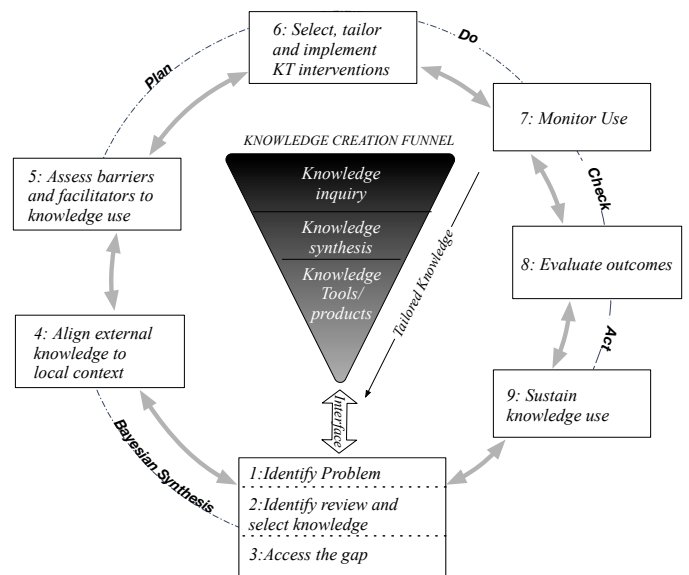 6: Select, tailor
and implement
KT interventions
Do
Plan
7: Monitor Use
KNOWLEDGE CREATION FUNNEL
Knowledge
inquiry
5: Assess barriers
and facilitators to
knowledge use
Check
Knowledge
synthesis
Tailored Knowledge
8: Evaluate outcomes
Knowledge
Tools/
products
4: Align external
knowledge to
local context
Act
9: Sustain
knowledge use
Interface
Bayesian Synthesis
1:Identify Problem
2:Identify review and
select knowledge
3:Access the gap